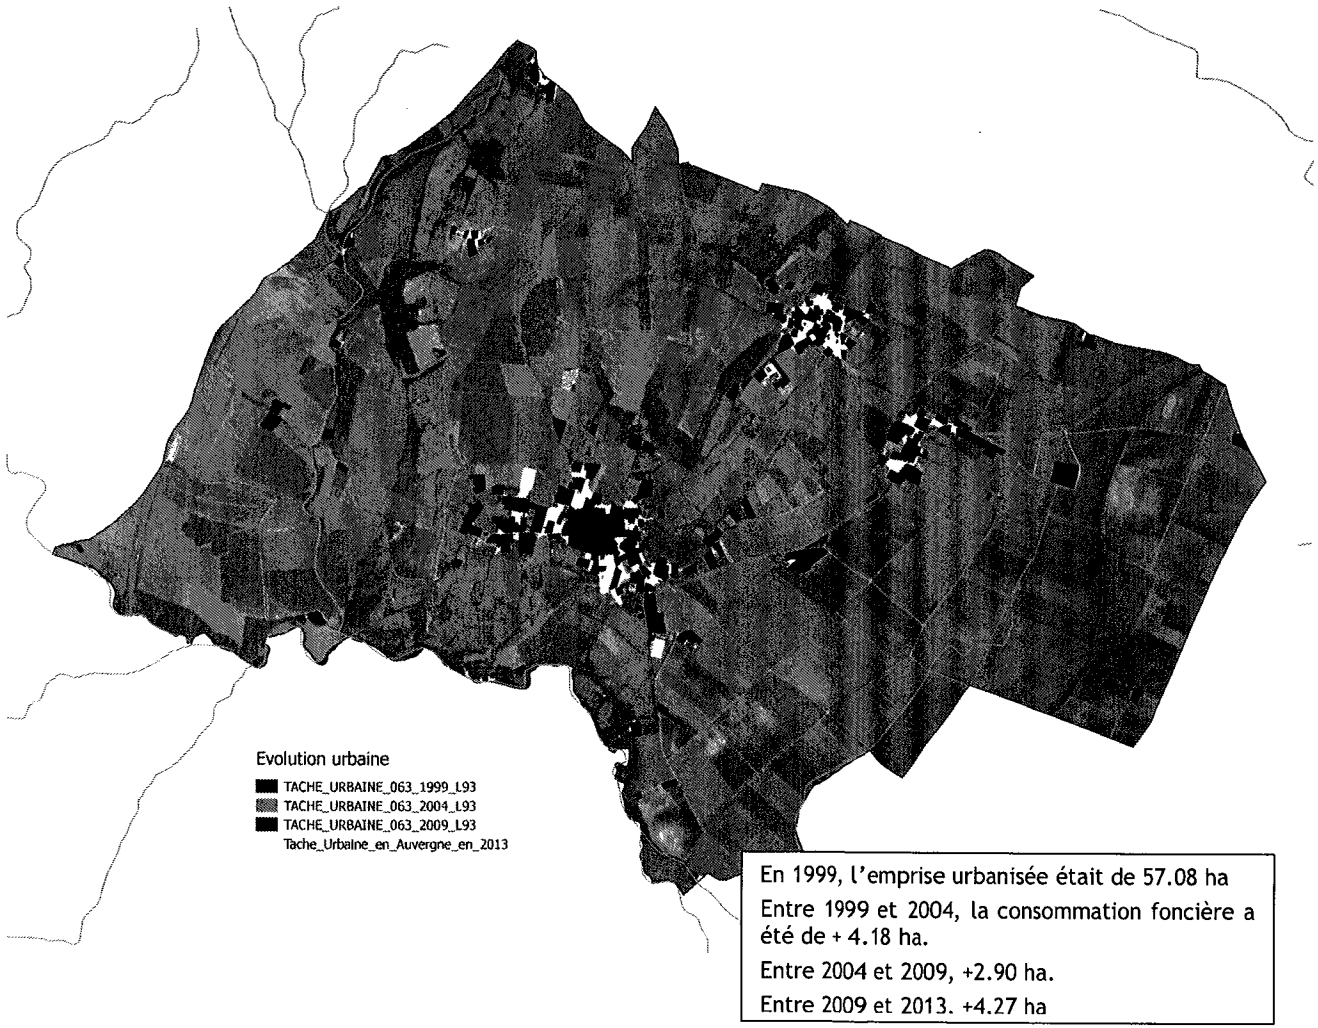 Evolution urbaine
TACHE_URBAINE_063_1999_L93
TACHE_URBAINE_063_2004_L93
TACHE_URBAINE_063_2009_L93
Tache_Urbaine_en_Auvergne_en_2013
En 1999, l'emprise urbanisée était de 57.08 ha
Entre 1999 et 2004, la consommation foncière a
été de + 4.18 ha.
Entre 2004 et 2009, +2.90 ha.
Entre 2009 et 2013. +4.27 ha